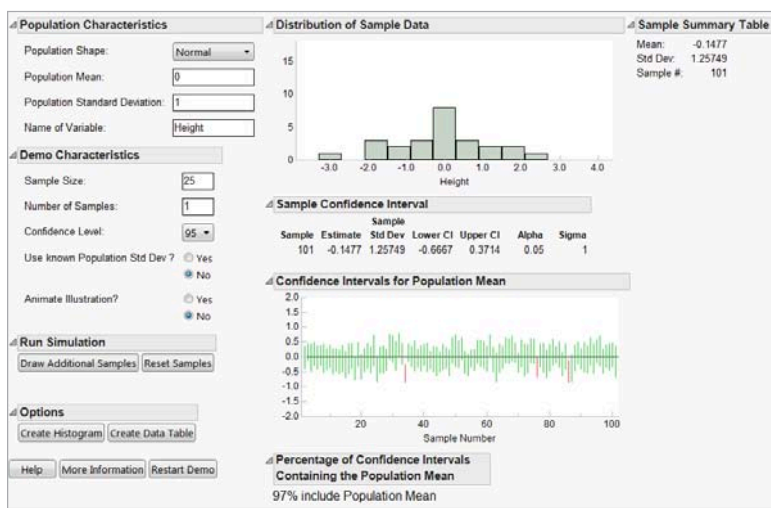 Population Characteristics
Population Shape: Normal
Population Mean: 0
Population Standard Deviation: 1
Name of Variable: Height
Demo Characteristics
Sample Size: 25
Number of Samples: 1
Confidence Level: 95
Use known Population Std Dev ? Yes
No
Animate Illustration? Yes
No
Run Simulation
Draw Additional Samples Reset Samples
Options
Create Histogram Create Data Table
Help More Information Restart Demo
Distribution of Sample Data
15
10
5
0
-3.0 -2.0 -1.0 0.0 1.0 2.0 3.0 4.0
Height
Sample Confidence Interval
Sample
Sample Estimate Std Dev Lower CI Upper CI Alpha Sigma
101 -0.1477 1.25749 -0.6667 0.3714 0.05 1
Confidence Intervals for Population Mean
2.0
1.5
1.0
0.5
0.0
-0.5
-1.0
-1.5
-2.0
20 40 60 80 100
Sample Number
Percentage of Confidence Intervals
Containing the Population Mean
97% include Population Mean
Sample Summary Table
Mean: -0.1477
Std Dev: 1.25749
Sample #: 101